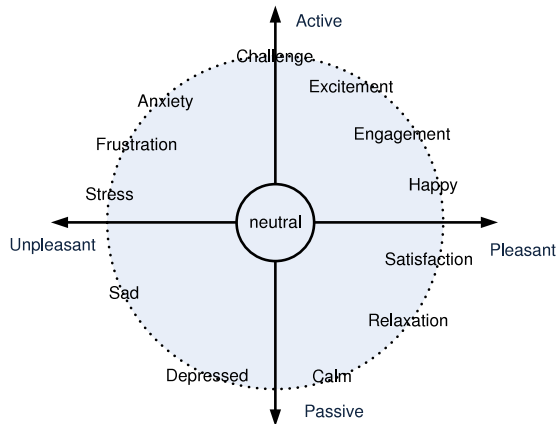 Active
Challenge
Excitement
Anxiety
Engagement
Frustration
Happy
Stress
neutral
Unpleasant
Pleasant
Satisfaction
Sad
Relaxation
Depressed
Calm
Passive